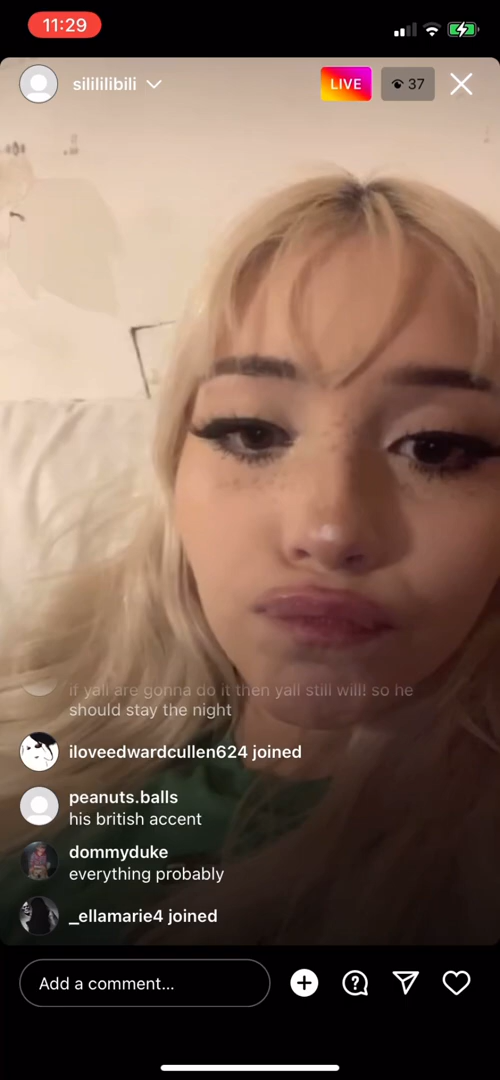 11:29
silililibili
LIVE
37
if yall are gonna do it then yall still will! so he
should stay the night
iloveedwardcullen624 joined
peanuts.balls
his british accent
dommyduke
everything probably
_ellamarie4 joined
Add a comment...